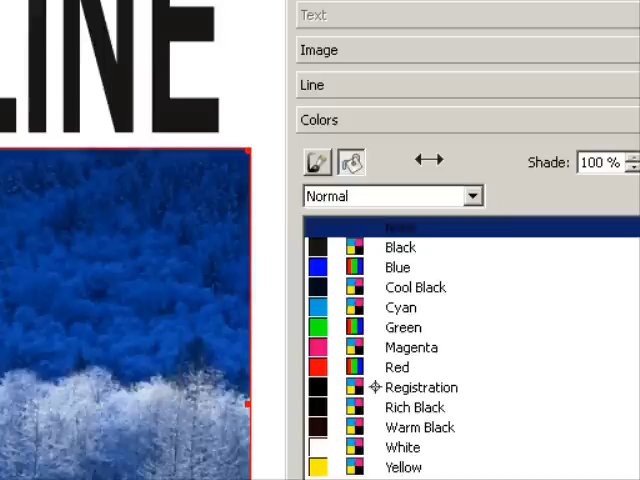 LINE
Text
Image
Line
Colors
Shade: 100 %
Normal
None
Black
Blue
Cool Black
Cyan
Green
Magenta
Red
Registration
Rich Black
Warm Black
White
Yellow